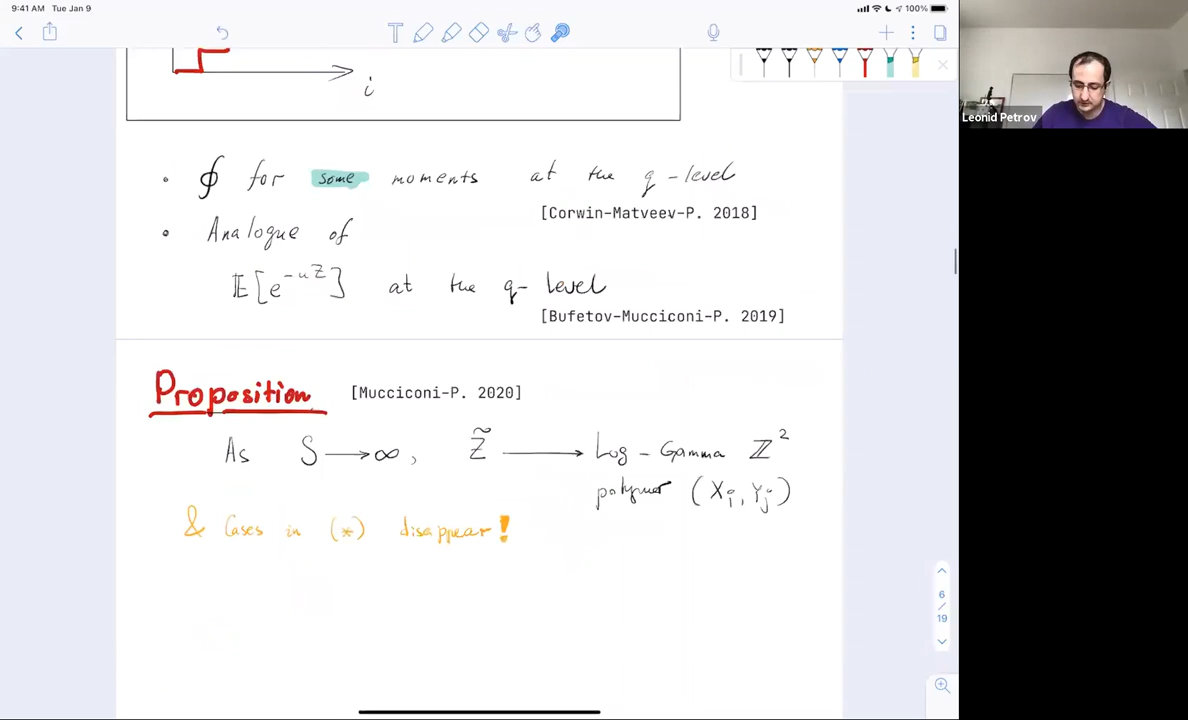 9:41 AM Tue Jan 9
100%
Leonid Petrov
i
• ∮ for some moments at the q-level
[Corwin-Matveev-P. 2018]
• Analogue of
𝔼[e^{-uZ}] at the q-level
[Bufetov-Mucciconi-P. 2019]
Proposition [Mucciconi-P. 2020]
As S → ∞, Z̃ → Log-Gamma ℤ²
polymer (X_i, Y_j)
& Cases in (*) disappear!
6
/
19